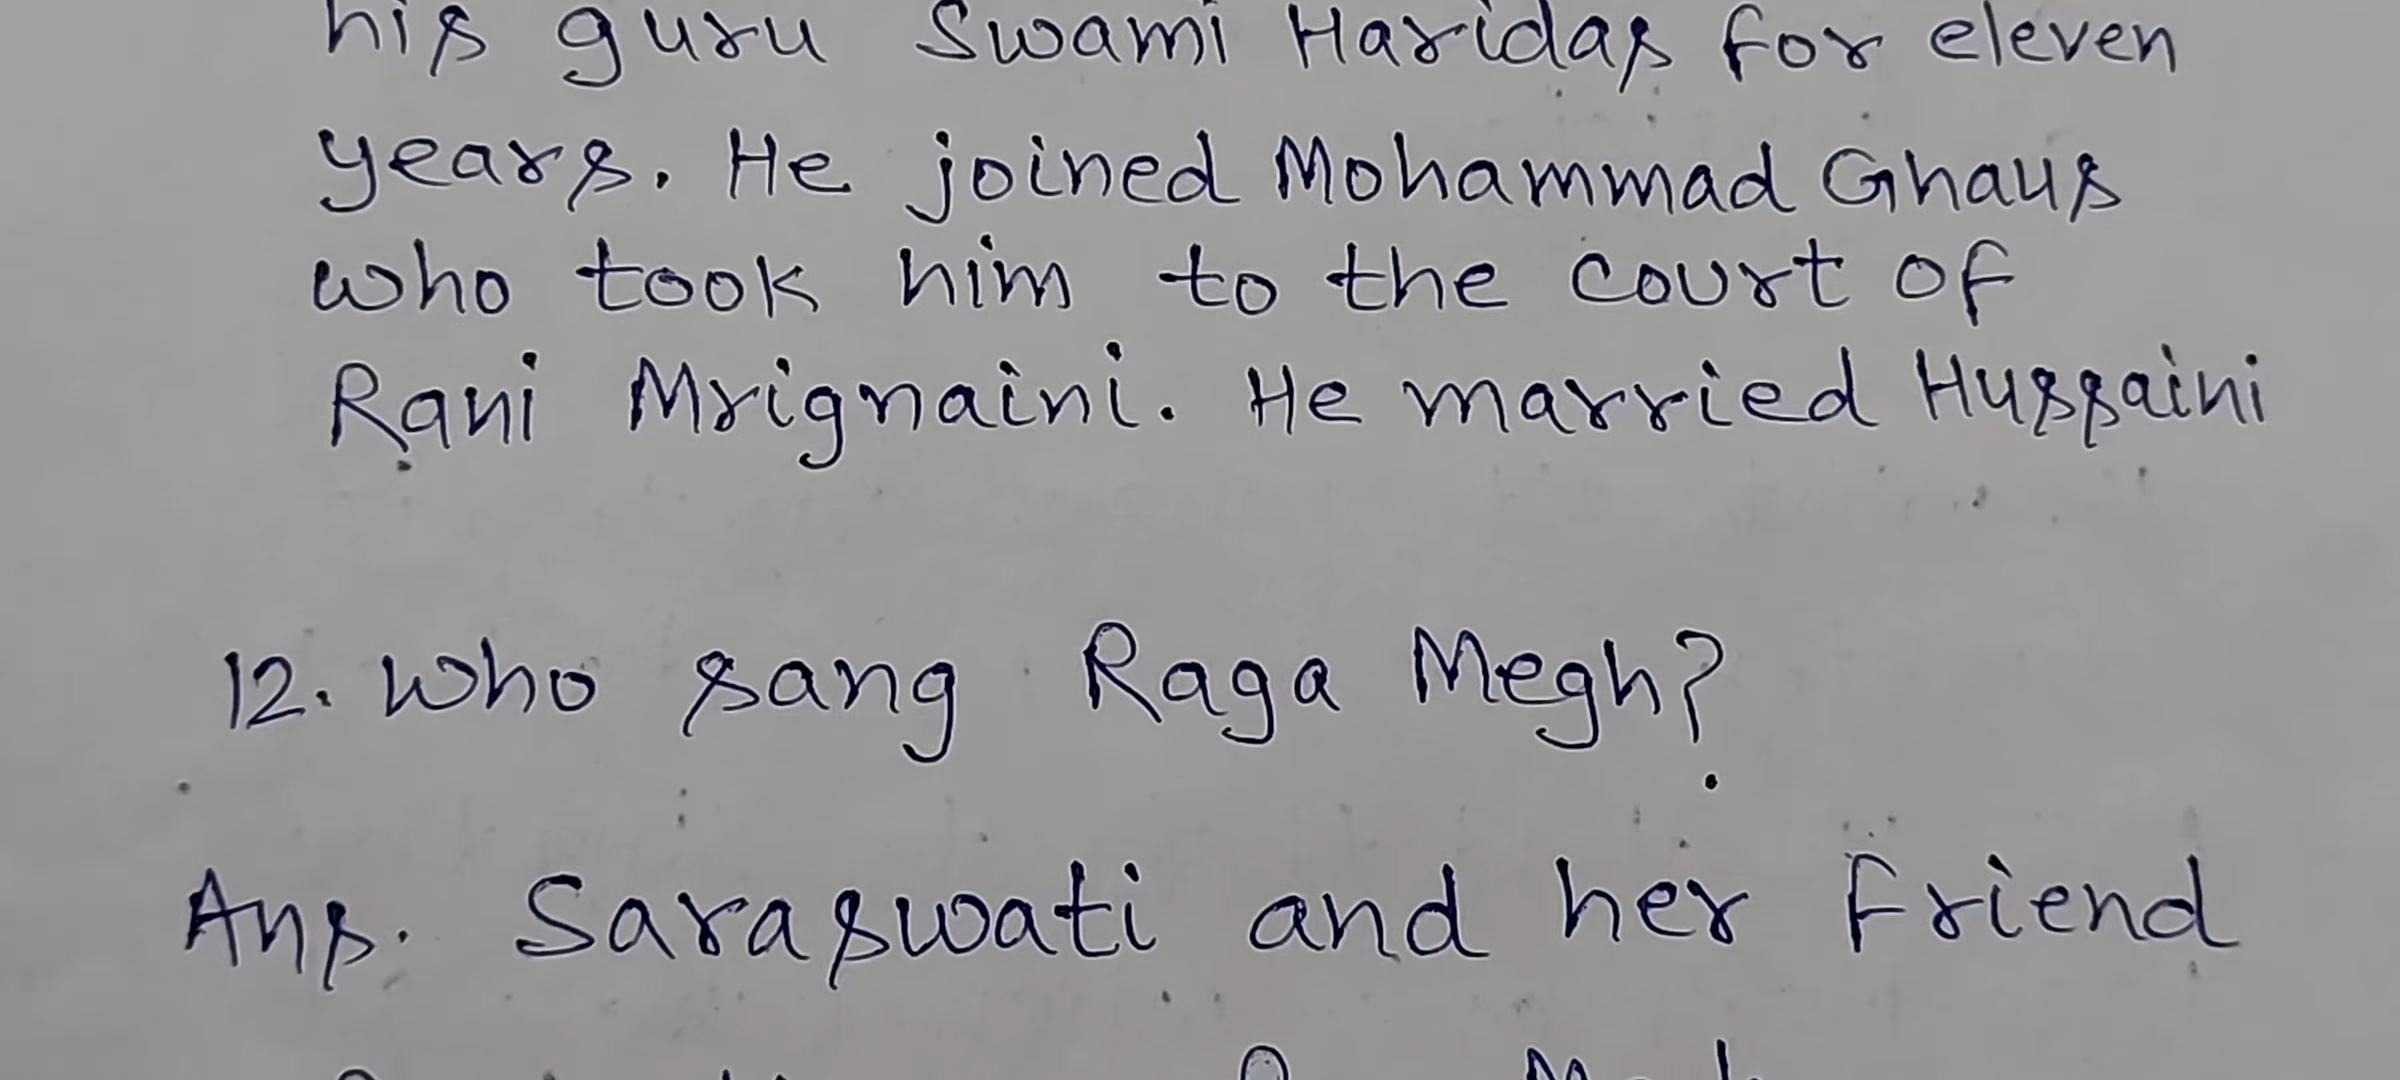 his guru Swami Haridas for eleven
years. He joined Mohammad Ghaus
who took him to the court of
Rani Mrignaini. He married Hussaini
12. Who sang Raga Megh?
Ans. Saraswati and her friend